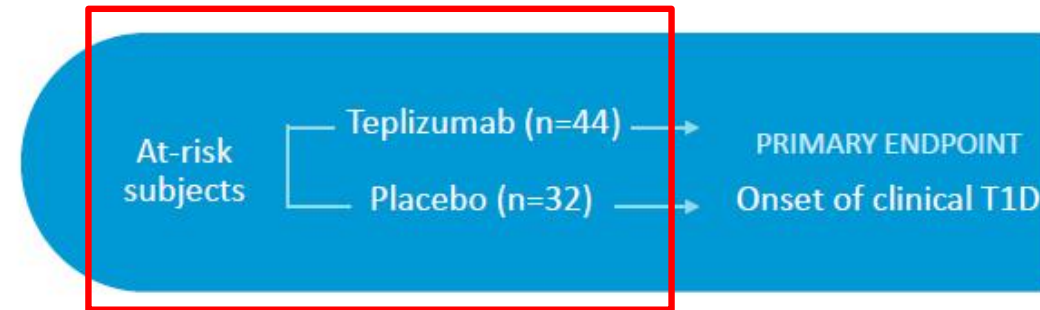 At-risk
subjects
Teplizumab (n=44)
Placebo (n=32)
PRIMARY ENDPOINT
Onset of clinical T1D